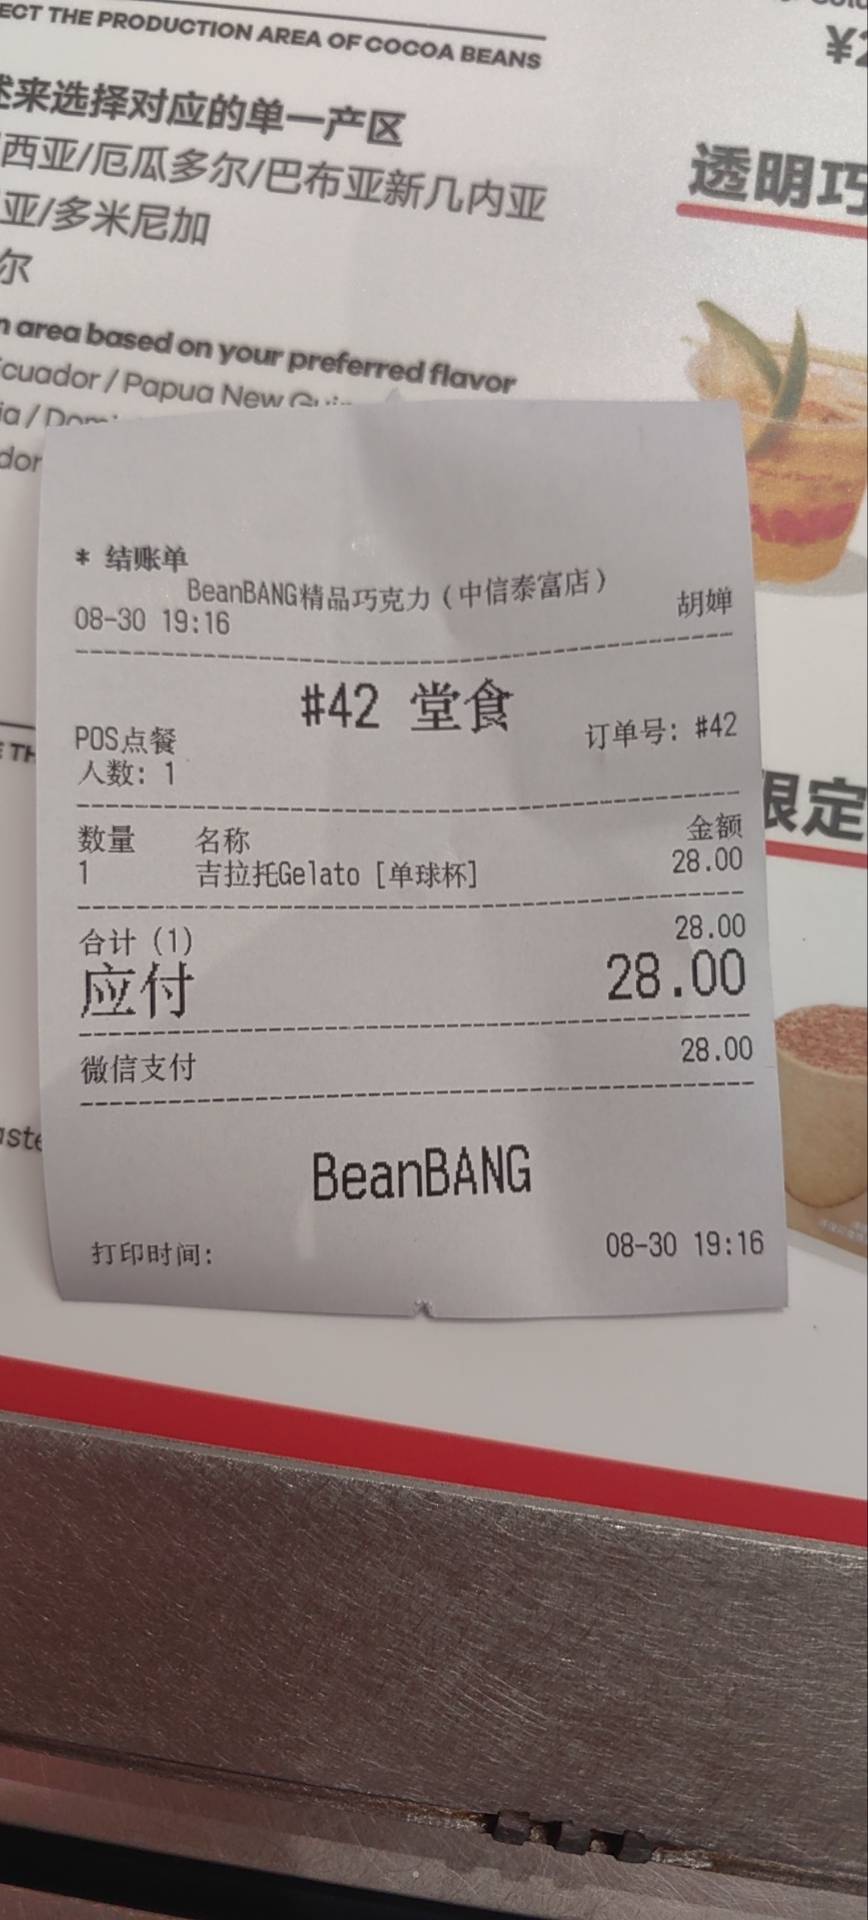 ECT THE PRODUCTION AREA OF COCOA BEANS
来选择对应的单一产区
西亚/厄瓜多尔/巴布亚新几内亚
亚/多米尼加
尔
area based on your preferred flavor
cuador / Papua New
透明巧
限定
* 结账单
BeanBANG精品巧克力（中信泰富店）
08-30 19:16 胡婵
#42 堂食
POS点餐 订单号: #42
人数: 1
数量 名称 金额
1 吉拉托Gelato [单球杯] 28.00
合计 (1) 28.00
应付 28.00
微信支付 28.00
BeanBANG
打印时间: 08-30 19:16